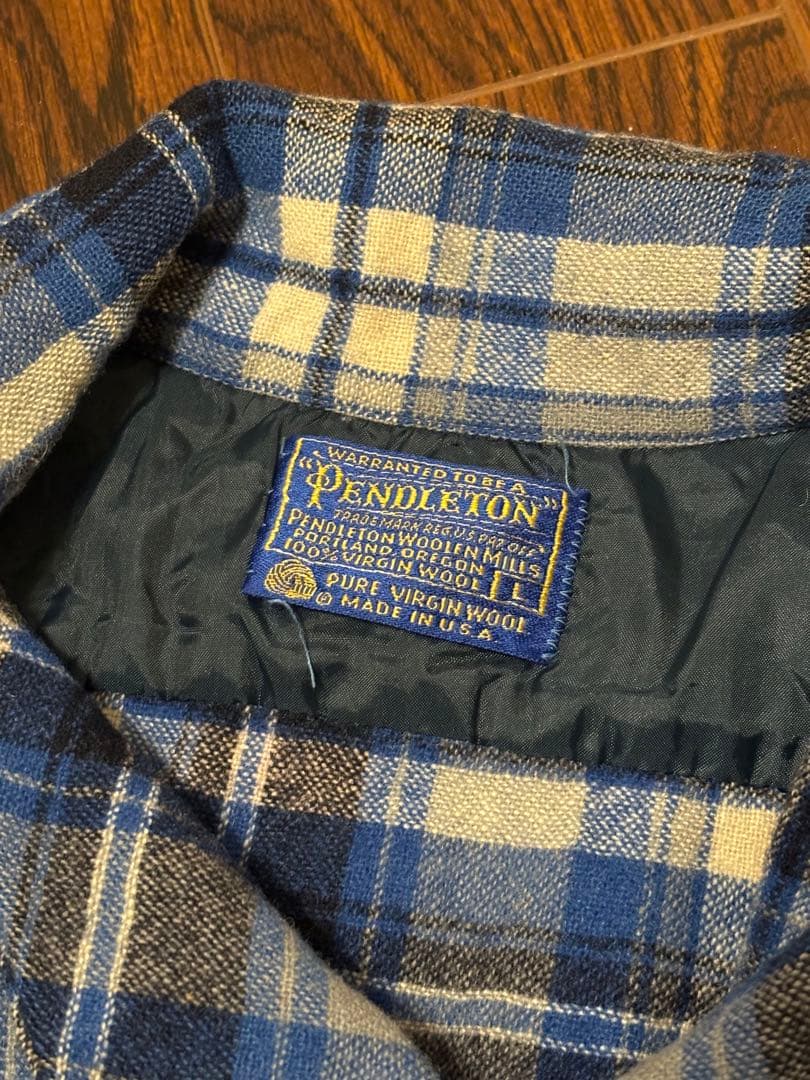 WARRANTED TO BE A
"PENDLETON"
TRADEMARK REG. U.S. PAT. OFF.
PENDLETON WOOLEN MILLS
PORTLAND, OREGON
100% VIRGIN WOOL L
PURE VIRGIN WOOL
® MADE IN U.S.A.